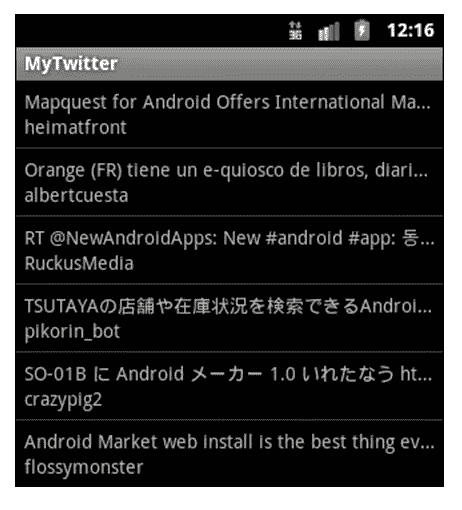 3G 12:16
MyTwitter
Mapquest for Android Offers International Ma...
heimatfront
Orange (FR) tiene un e-quiosco de libros, diari...
albertcuesta
RT @NewAndroidApps: New #android #app: 동...
RuckusMedia
TSUTAYAの店舗や在庫状況を検索できるAndroi...
pikorin_bot
SO-01B に Android メーカー 1.0 いれたなう ht...
crazypig2
Android Market web install is the best thing ev...
flossymonster